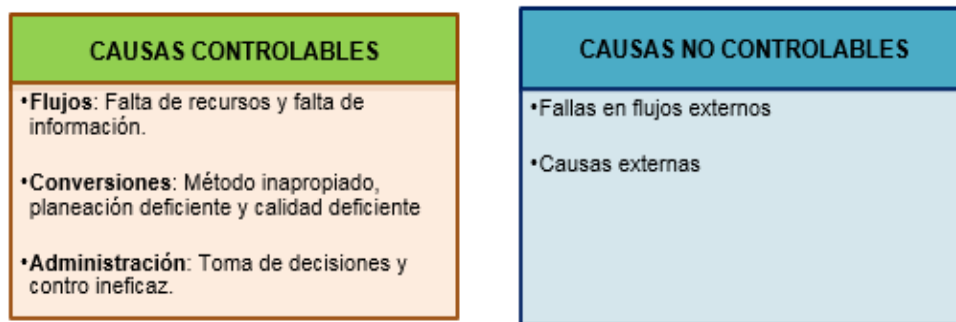 CAUSAS CONTROLABLES
•Flujos: Falta de recursos y falta de
información.
•Conversiones: Método inapropiado,
planeación deficiente y calidad deficiente
•Administración: Toma de decisiones y
contro ineficaz.
CAUSAS NO CONTROLABLES
•Fallas en flujos externos
•Causas externas